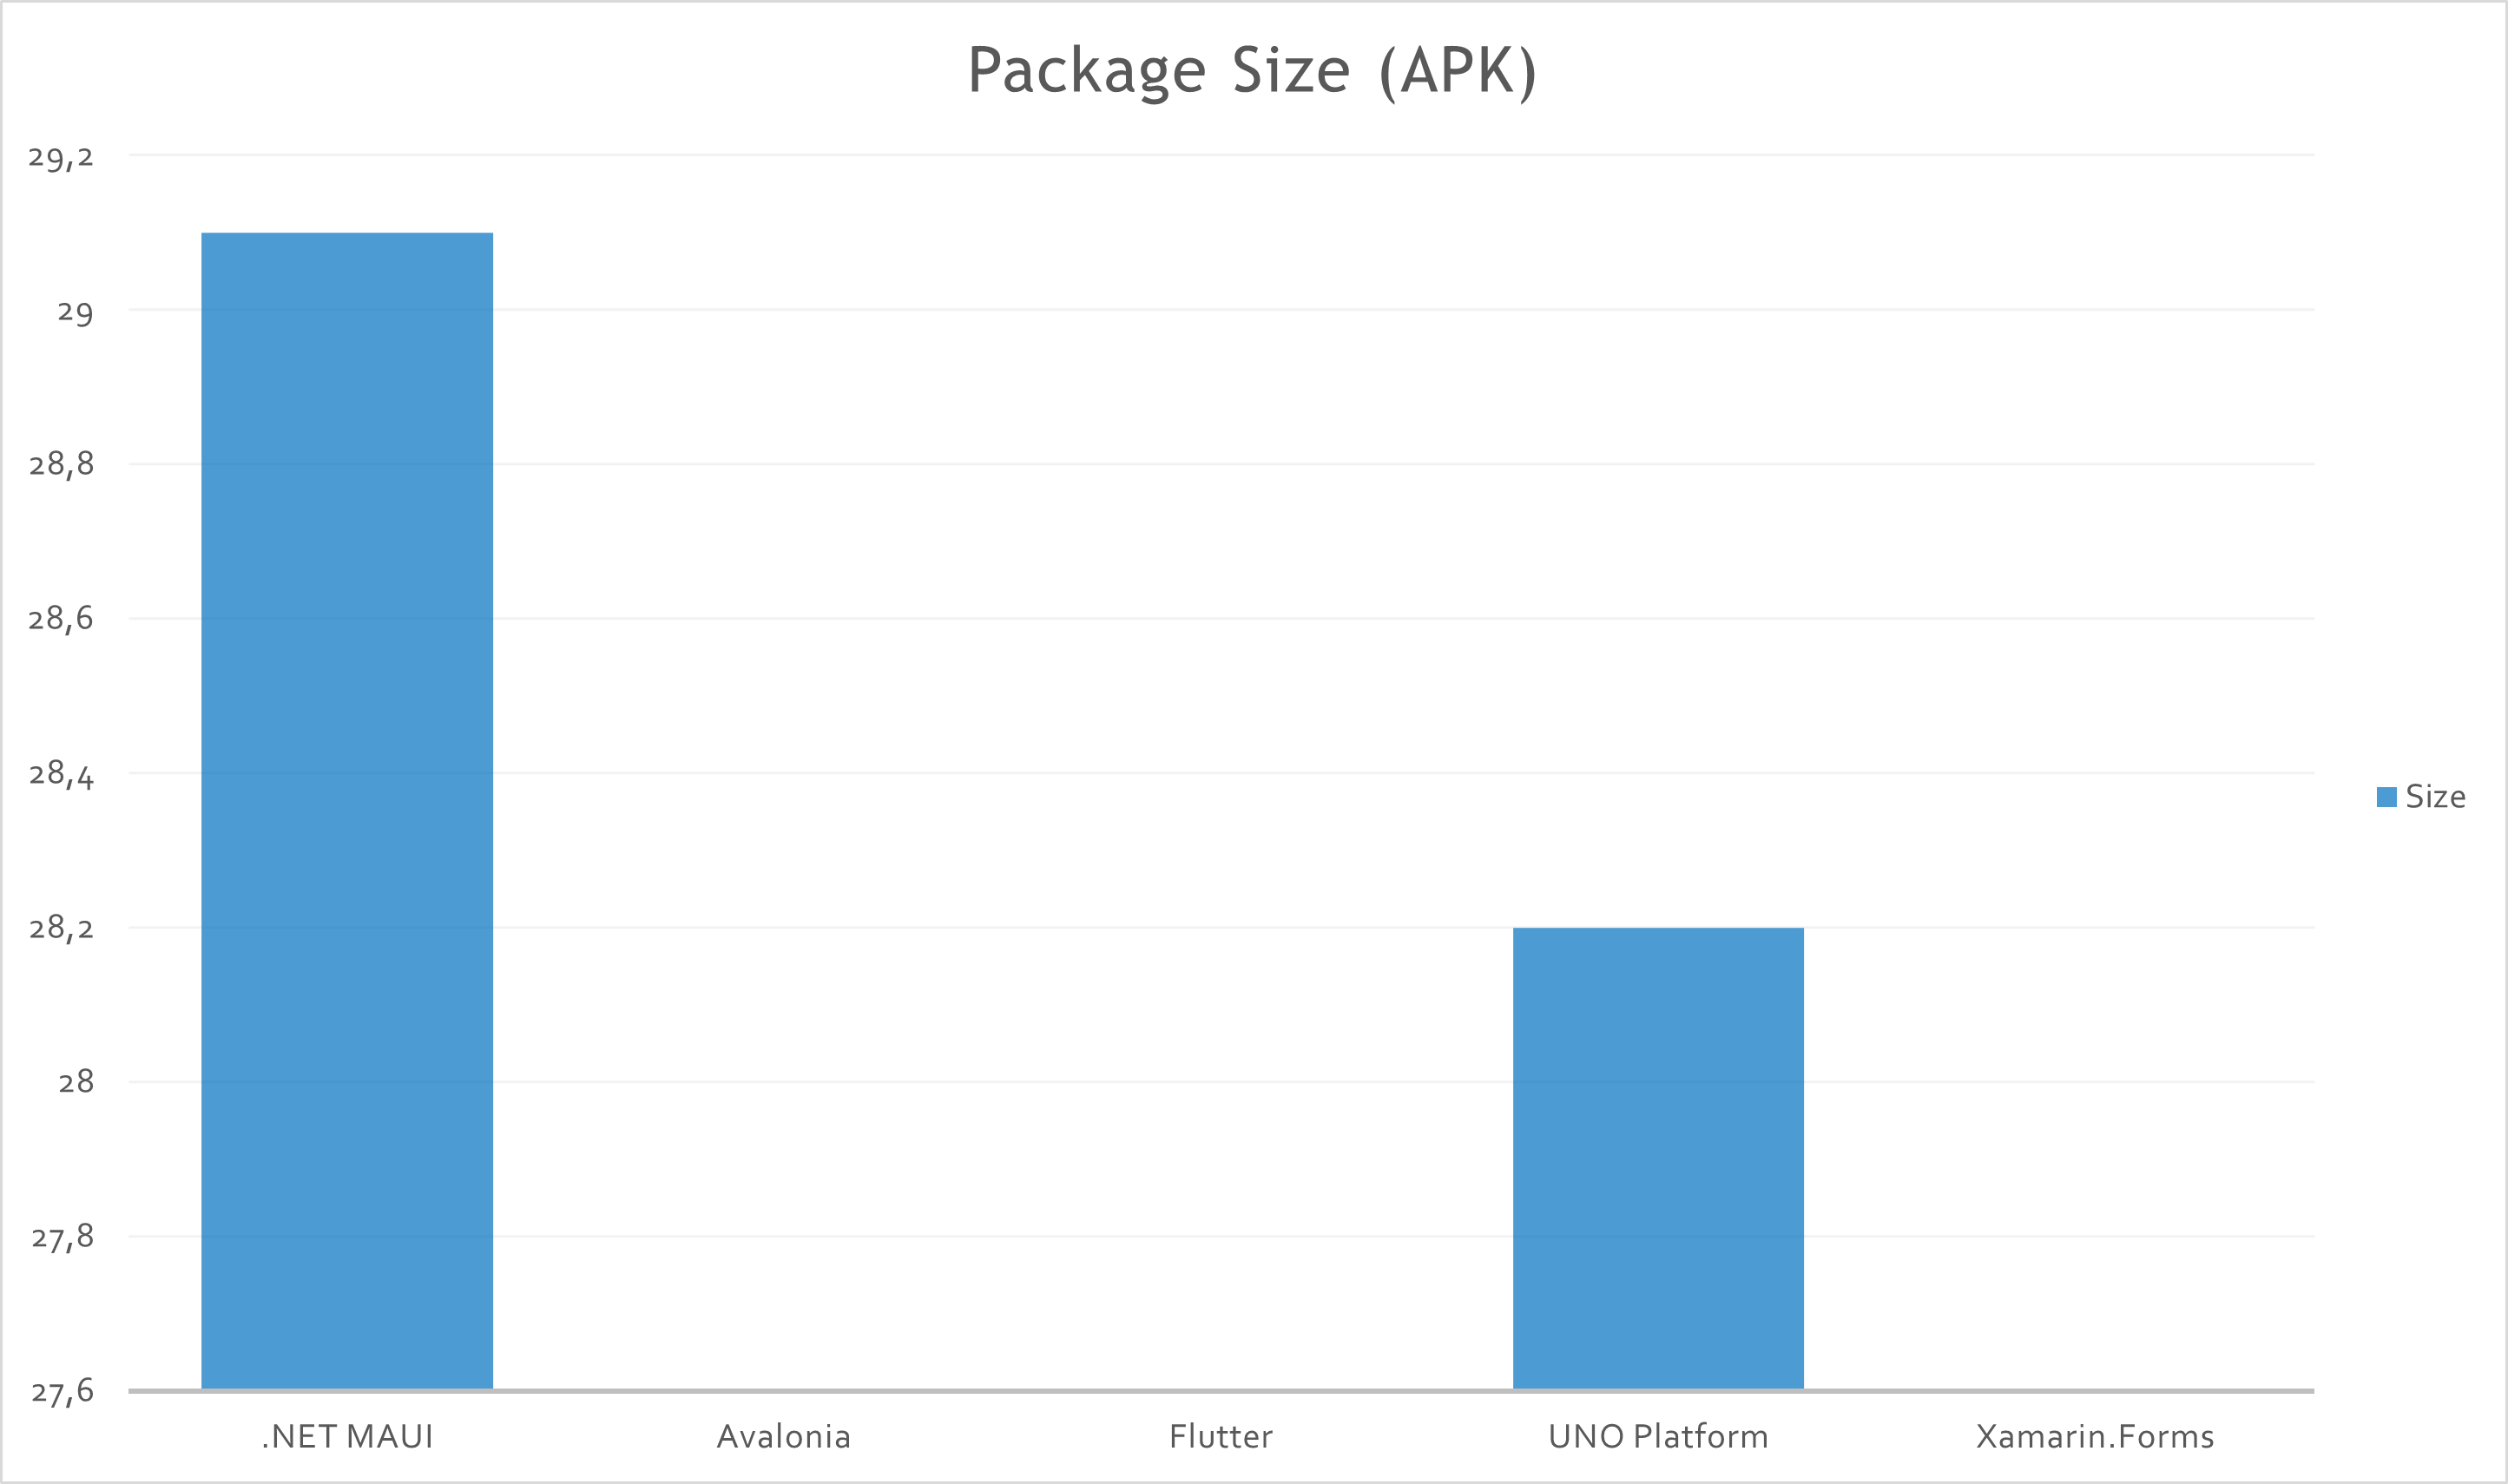 Package Size (APK)
29,2
29
28,8
28,6
28,4
28,2
28
27,8
27,6
Size
.NET MAUI
Avalonia
Flutter
UNO Platform
Xamarin.Forms